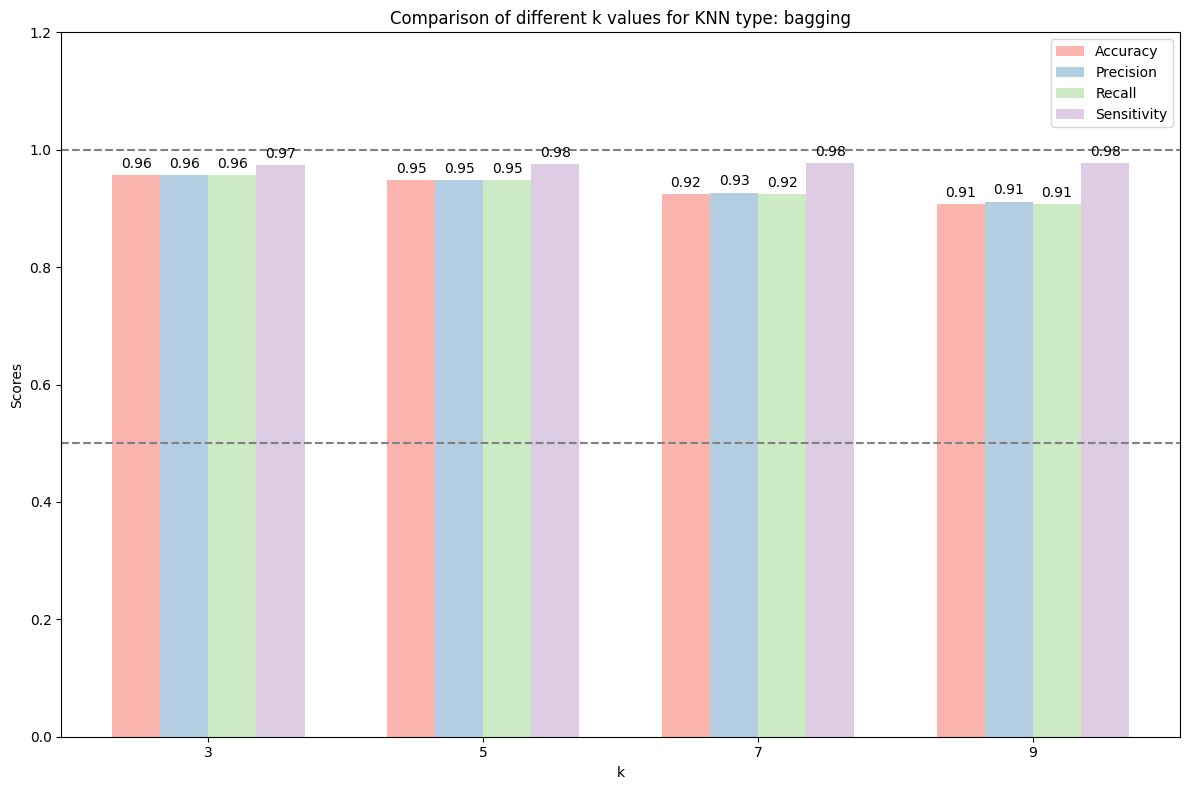 Comparison of different k values for KNN type: bagging
1.2
Accuracy
Precision
Recall
Sensitivity
1.0
0.96 0.96 0.96 0.97
0.95 0.95 0.95 0.98
0.92 0.93 0.92 0.98
0.91 0.91 0.91 0.98
0.8
0.6
Scores
0.4
0.2
0.0
3 5 7 9
k